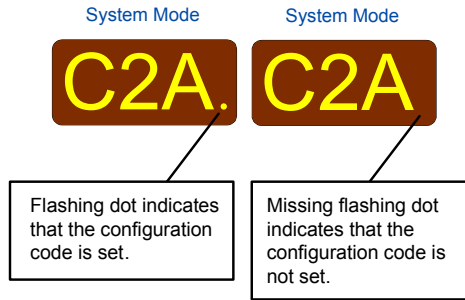 System Mode
System Mode
C2A.
C2A
Flashing dot indicates
that the configuration
code is set.
Missing flashing dot
indicates that the
configuration code is
not set.